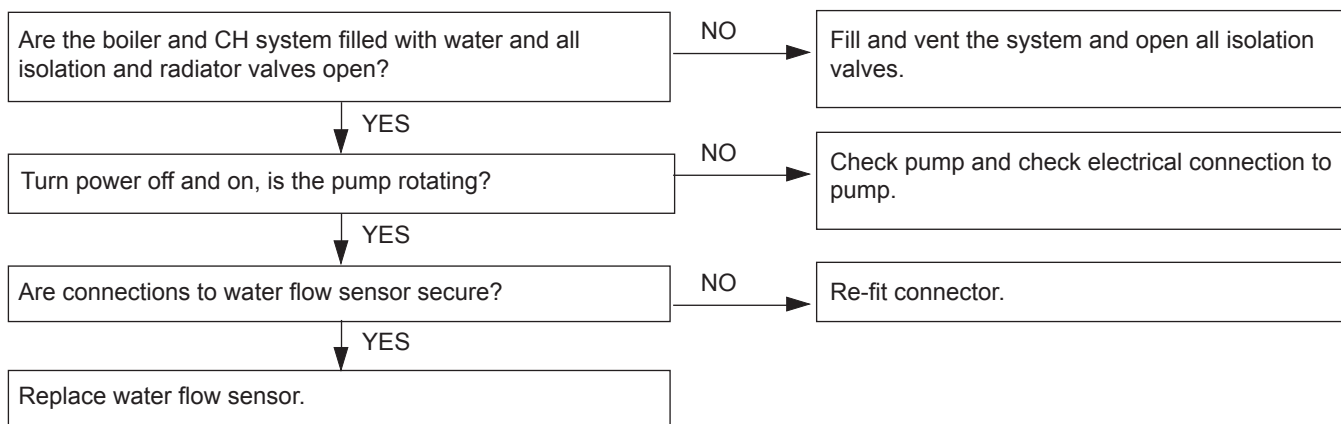 Are the boiler and CH system filled with water and all
isolation and radiator valves open?
NO
Fill and vent the system and open all isolation
valves.
YES
Turn power off and on, is the pump rotating?
NO
Check pump and check electrical connection to
pump.
YES
Are connections to water flow sensor secure?
NO
Re-fit connector.
YES
Replace water flow sensor.